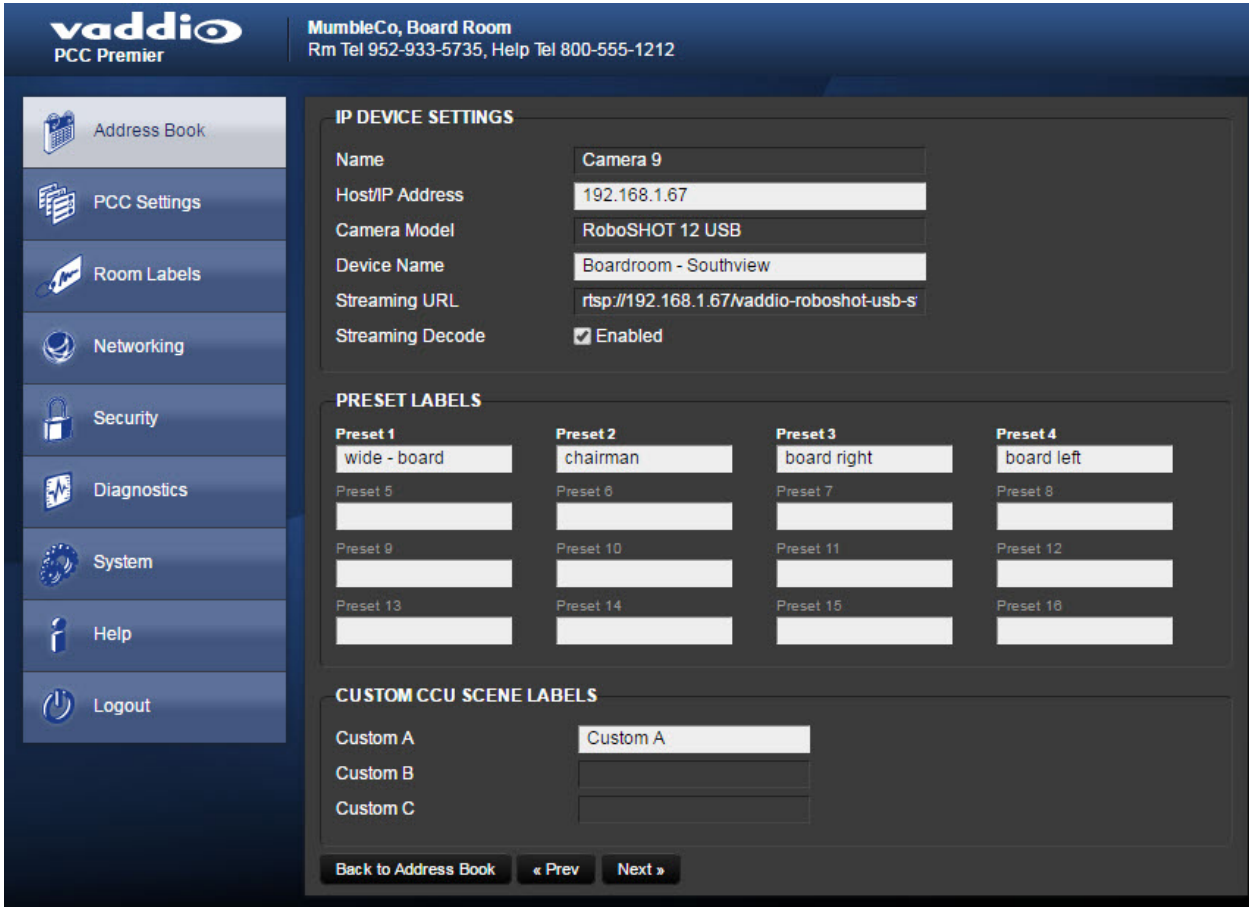 vaddio
PCC Premier
MumbleCo, Board Room
Rm Tel 952-933-5735, Help Tel 800-555-1212
Address Book
PCC Settings
Room Labels
Networking
Security
Diagnostics
System
Help
Logout
IP DEVICE SETTINGS
Name Camera 9
Host/IP Address 192.168.1.67
Camera Model RoboSHOT 12 USB
Device Name Boardroom - Southview
Streaming URL rtsp://192.168.1.67/vaddio-roboshot-usb-s
Streaming Decode Enabled
PRESET LABELS
Preset 1 Preset 2 Preset 3 Preset 4
wide - board chairman board right board left
Preset 5 Preset 6 Preset 7 Preset 8
Preset 9 Preset 10 Preset 11 Preset 12
Preset 13 Preset 14 Preset 15 Preset 16
CUSTOM CCU SCENE LABELS
Custom A Custom A
Custom B
Custom C
Back to Address Book « Prev Next »